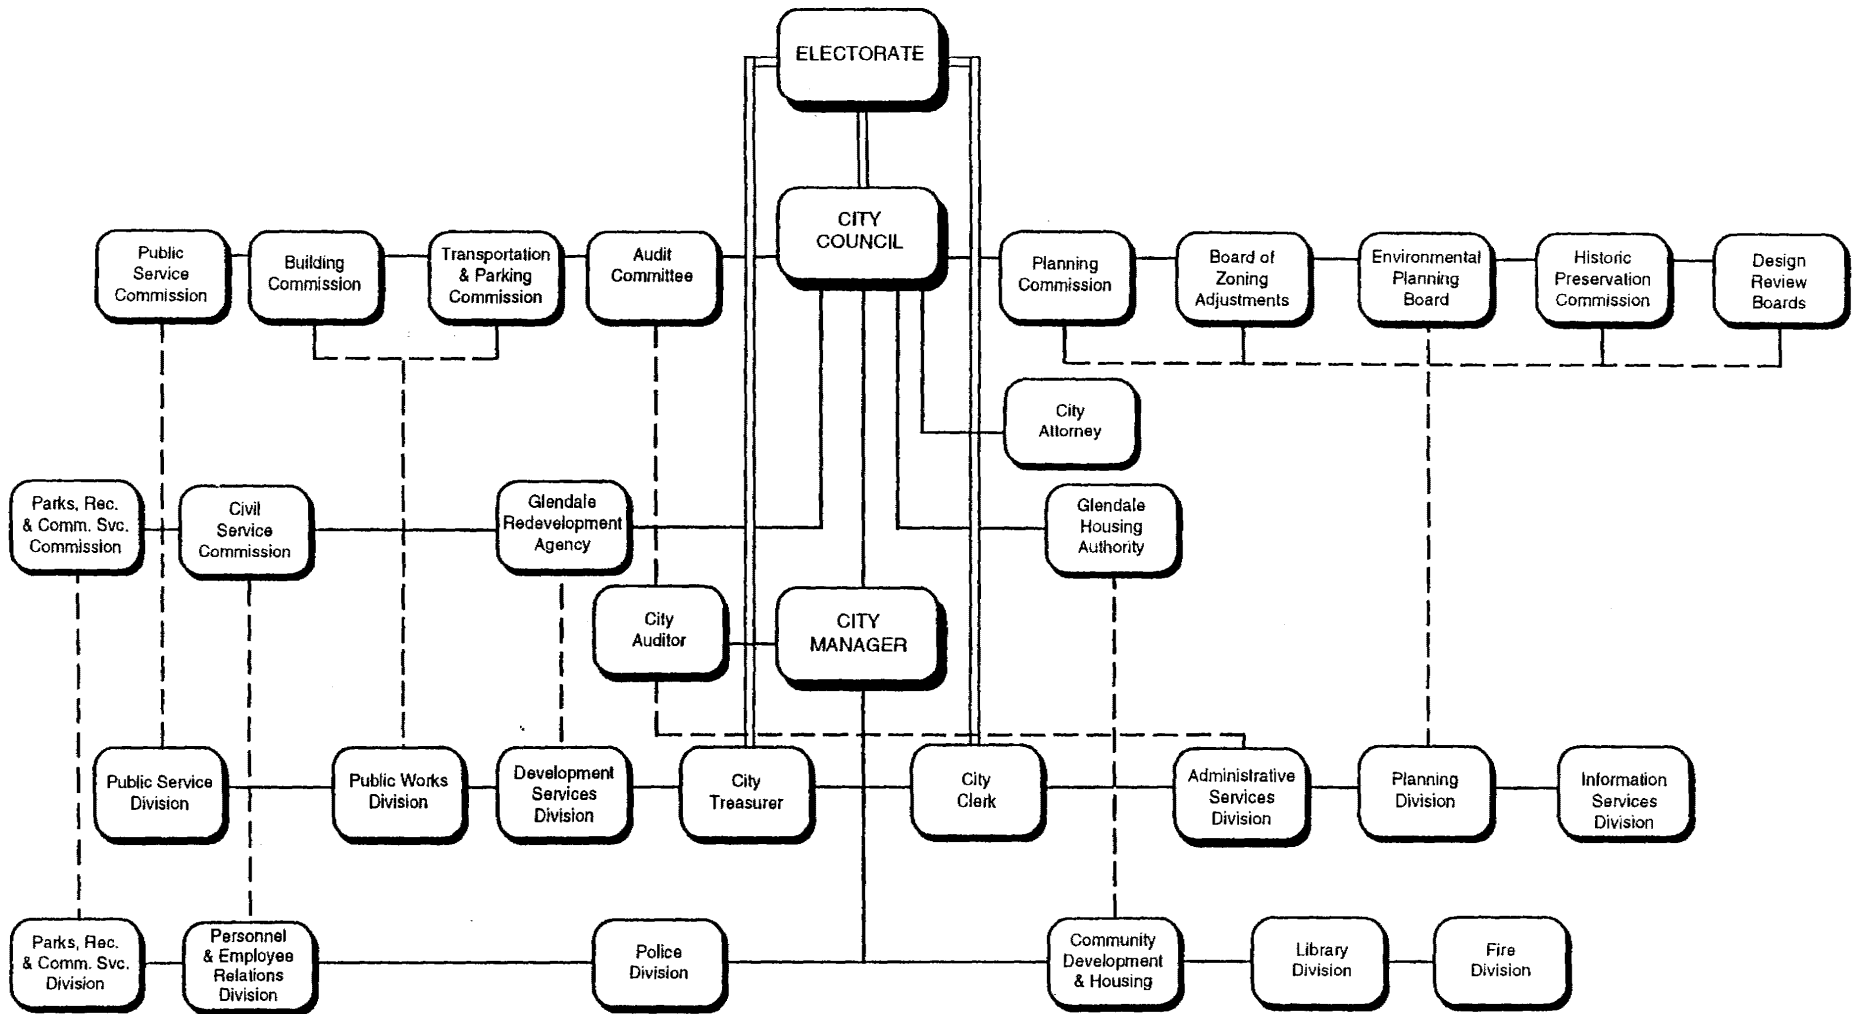 ELECTORATE
CITY
COUNCIL
Public
Service
Commission
Building
Commission
Transportation
& Parking
Commission
Audit
Committee
Planning
Commission
Board of
Zoning
Adjustments
Environmental
Planning
Board
Historic
Preservation
Commission
Design
Review
Boards
City
Attorney
Parks, Rec.
& Comm. Svc.
Commission
Civil
Service
Commission
Glendale
Redevelopment
Agency
Glendale
Housing
Authority
City
Auditor
CITY
MANAGER
Public Service
Division
Public Works
Division
Development
Services
Division
City
Treasurer
City
Clerk
Administrative
Services
Division
Planning
Division
Information
Services
Division
Parks, Rec.
& Comm. Svc.
Division
Personnel
& Employee
Relations
Division
Police
Division
Community
Development
& Housing
Library
Division
Fire
Division